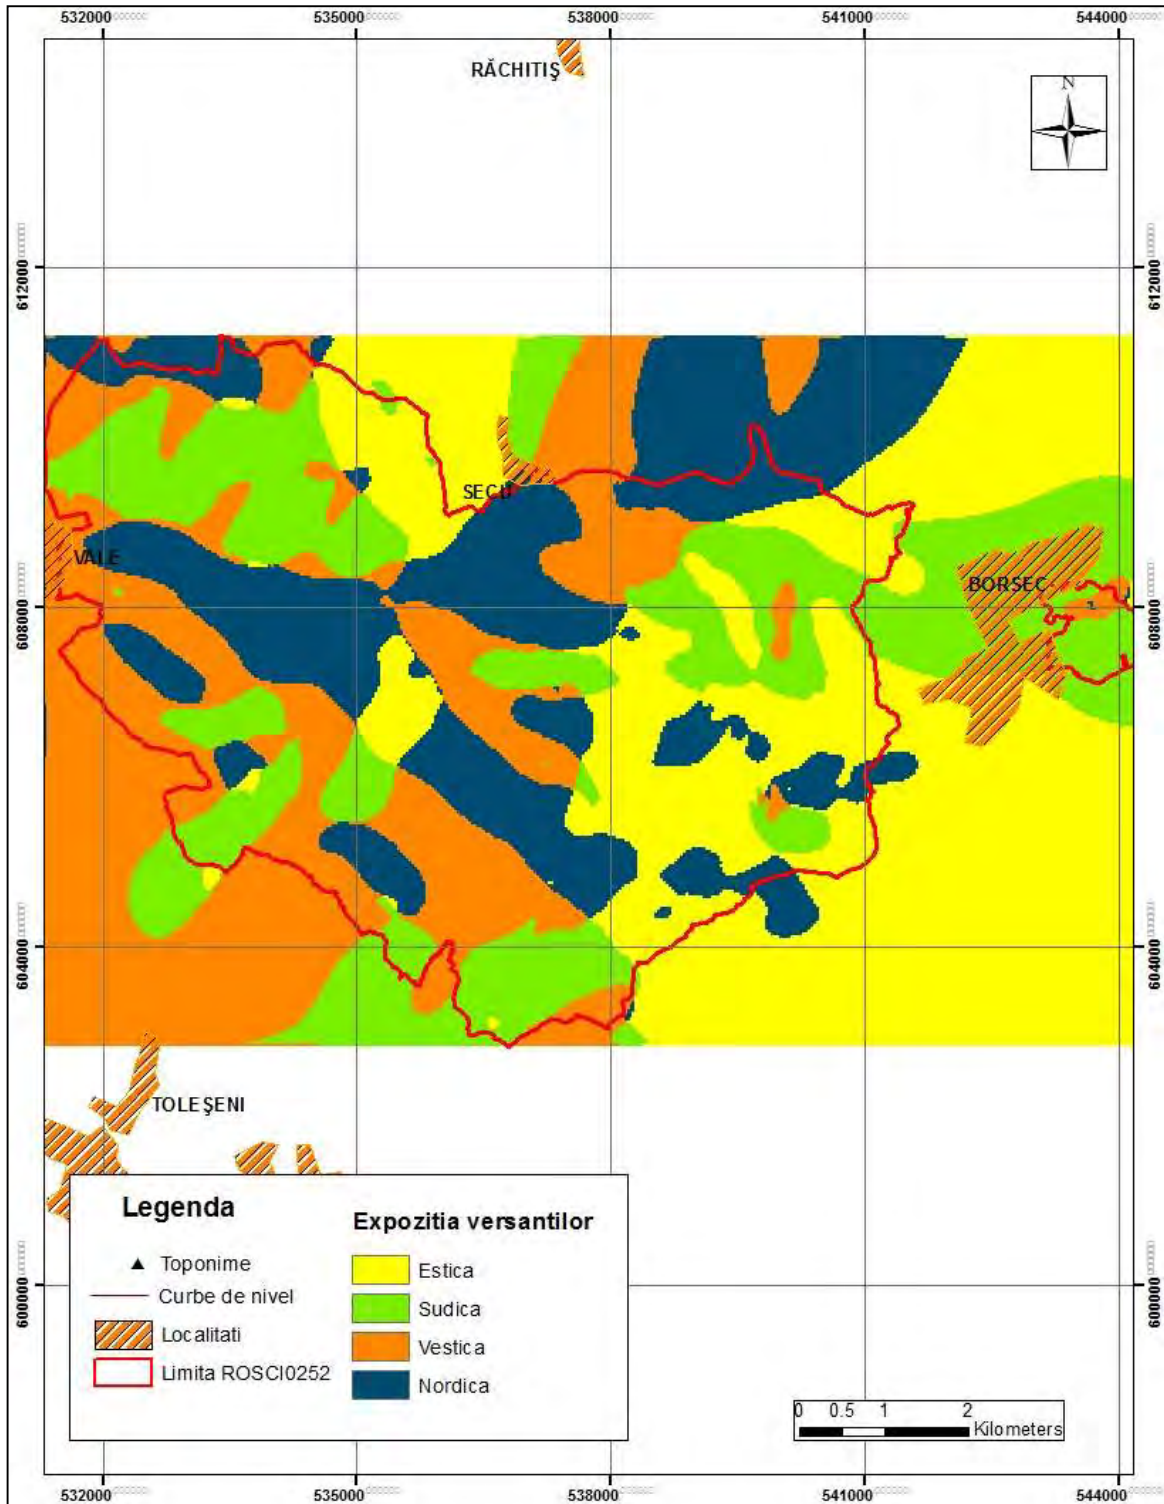 532000 535000 538000 541000 544000
RĂCHITIŞ
N
612000 612000
SECU
VALE
BORSEC
608000 608000
604000 604000
TOLEŞENI
Legenda
Toponime
Curbe de nivel
Localitati
Limita ROSCI0252
Expozitia versantilor
Estica
Sudica
Vestica
Nordica
600000 600000
0 0.5 1 2
Kilometers
532000 535000 538000 541000 544000